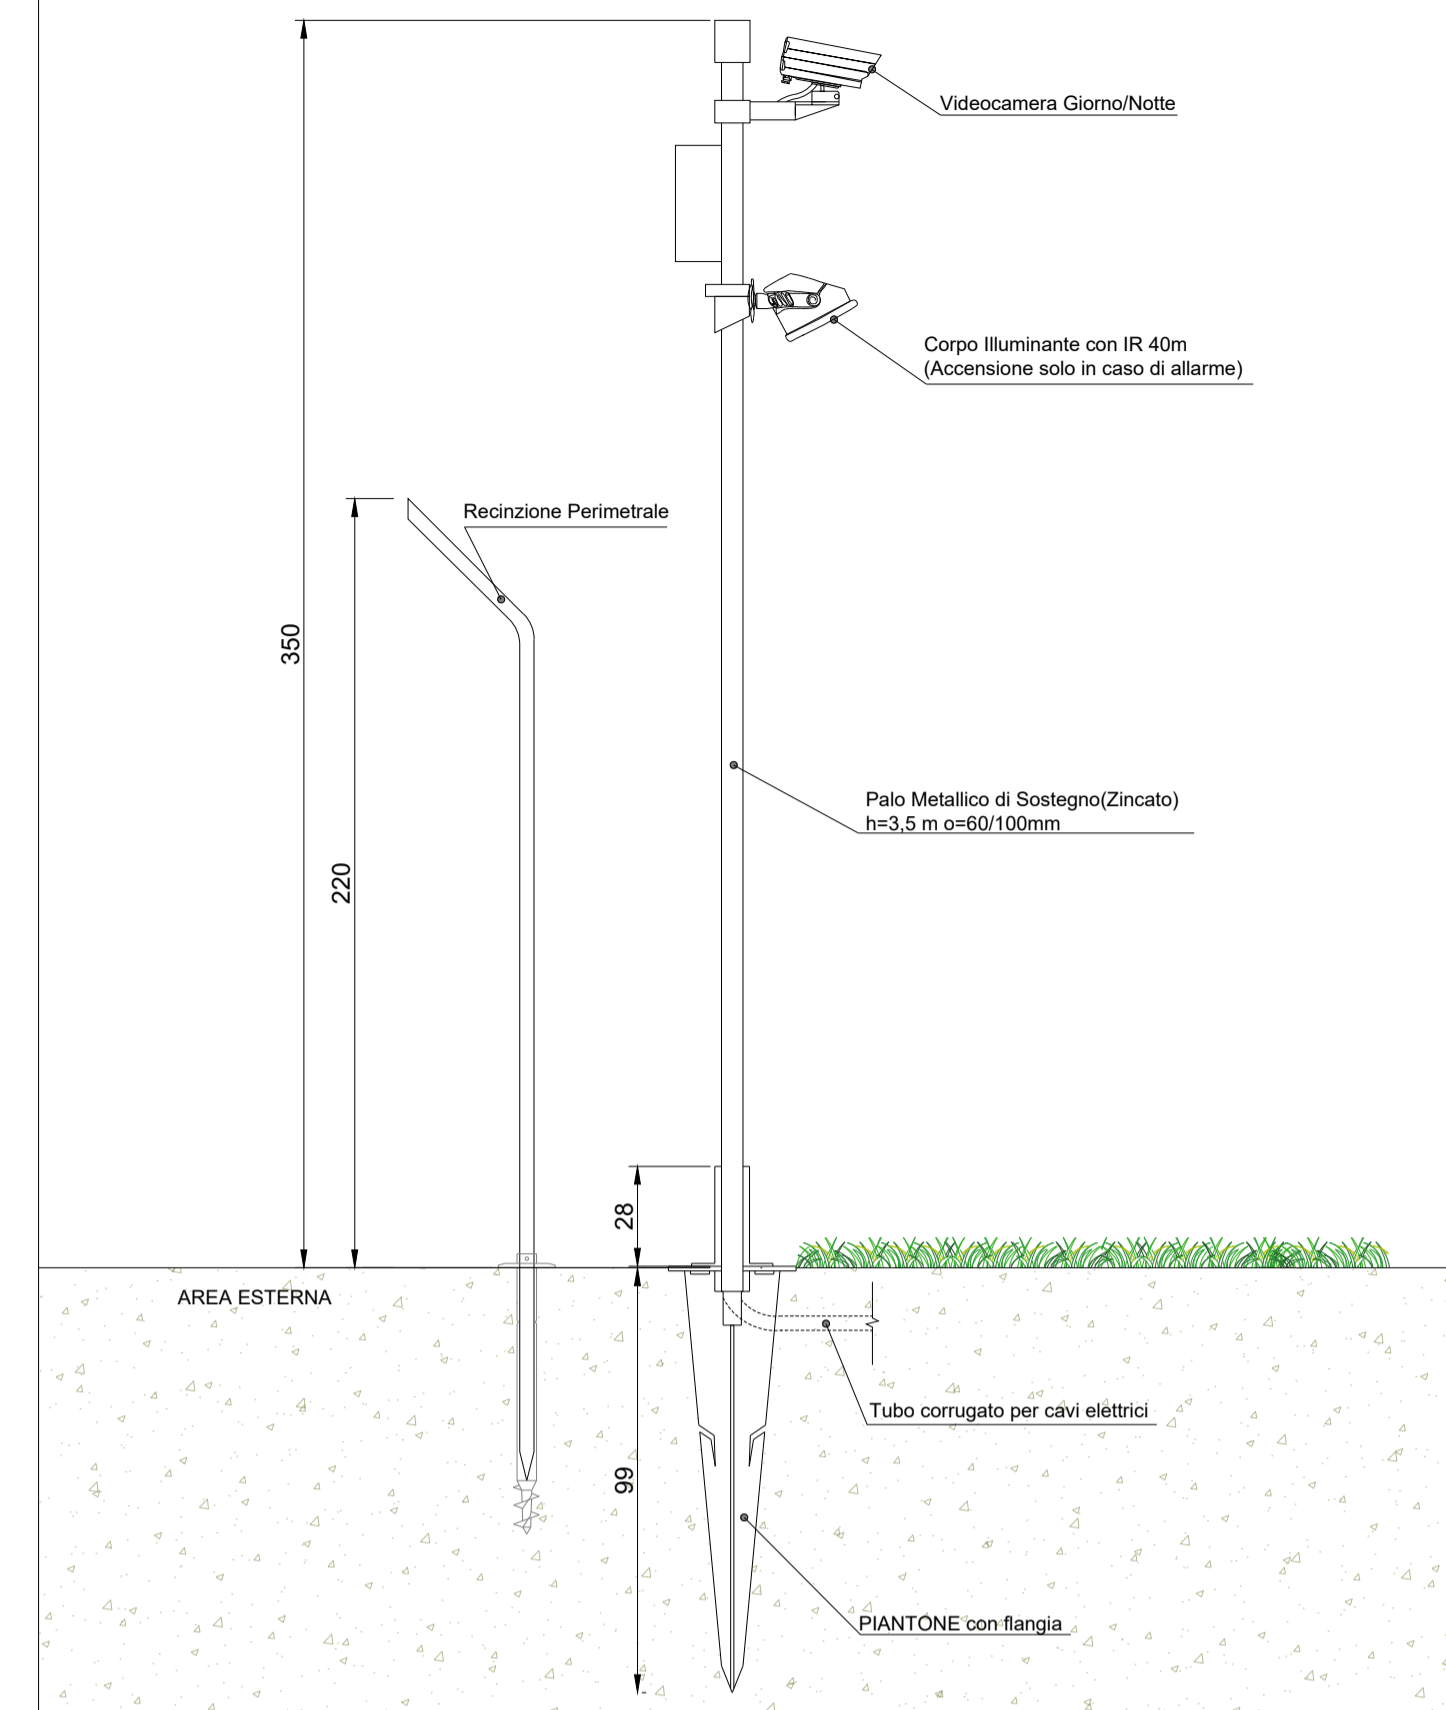 Videocamera Giorno/Notte
Corpo Illuminante con IR 40m
(Accensione solo in caso di allarme)
Recinzione Perimetrale
350
Palo Metallico di Sostegno(Zincato)
h=3,5 m o=60/100mm
220
28
AREA ESTERNA
Tubo corrugato per cavi elettrici
99
PIANTONE con flangia